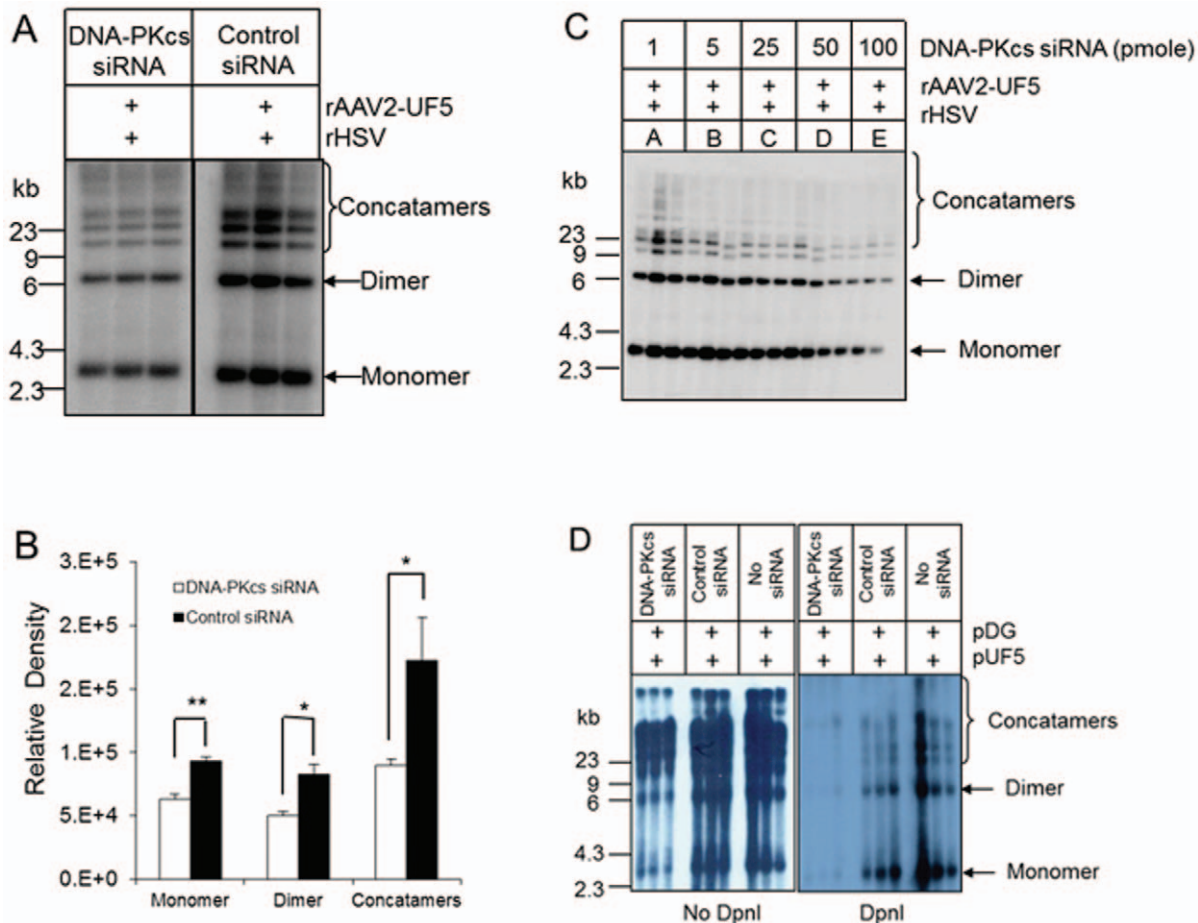 A
DNA-PKcs siRNA
Control siRNA
+ + rAAV2-UF5
+ + rHSV
kb
23
9
6
4.3
2.3
Concatamers
Dimer
Monomer
C
1 5 25 50 100 DNA-PKcs siRNA (pmole)
+ + + + + rAAV2-UF5
+ + + + + rHSV
A B C D E
kb
23
9
6
4.3
2.3
Concatamers
Dimer
Monomer
B
Relative Density
3.E+5
2.E+5
2.E+5
1.E+5
5.E+4
0.E+0
DNA-PKcs siRNA
Control siRNA
**
*
*
Monomer Dimer Concatamers
D
DNA-PKcs siRNA
Control siRNA
No siRNA
DNA-PKcs siRNA
Control siRNA
No siRNA
+ + + + + + pDG
+ + + + + + pUF5
kb
23
9
6
4.3
2.3
Concatamers
Dimer
Monomer
No DpnI DpnI